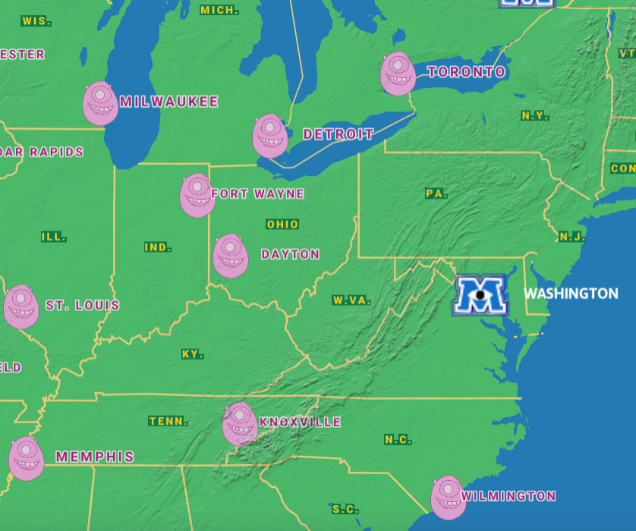 MICH.
WIS.
ESTER
TORONTO
VT
MILWAUKEE
N.Y.
DETROIT
DAR RAPIDS
CON
PA.
FORT WAYNE
OHIO
ILL.
IND.
N.J.
DAYTON
M
WASHINGTON
W.VA.
ST. LOUIS
KY.
LD
TENN.
KNOXVILLE
N.C.
MEMPHIS
WILMINGTON
S.C.